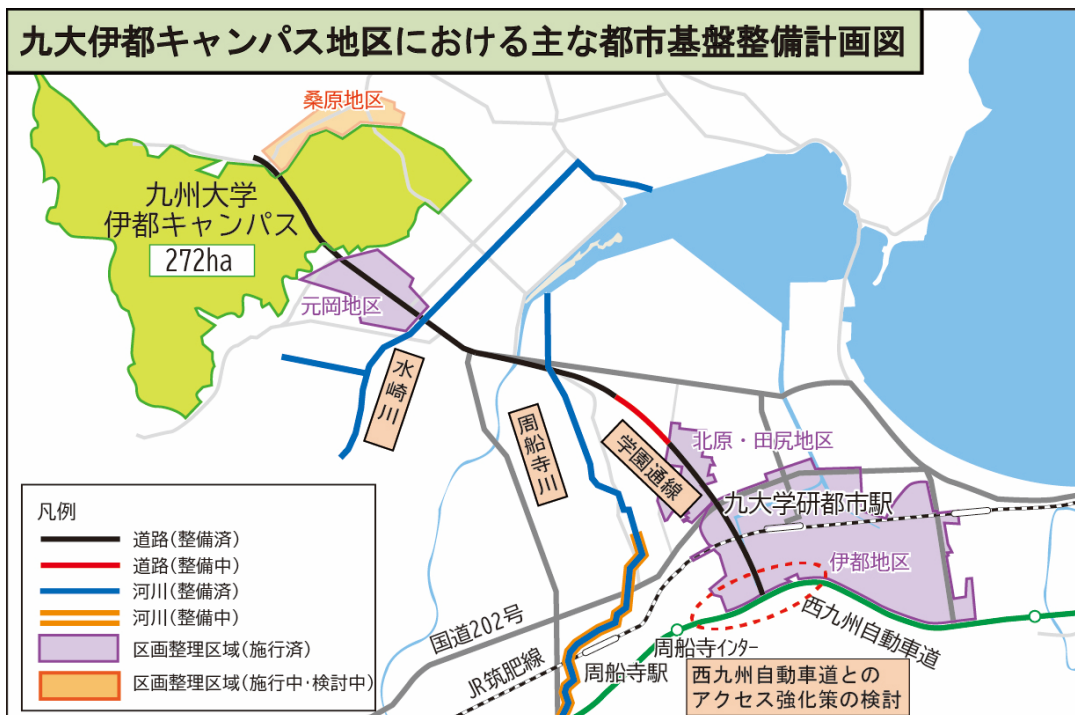 九大伊都キャンパス地区における主な都市基盤整備計画図
桑原地区
九州大学
伊都キャンパス
272ha
元岡地区
水崎川
周船寺川
学園通線
北原・田尻地区
九大学研都市駅
伊都地区
西九州自動車道
国道202号
JR筑肥線
周船寺駅
周船寺インター
西九州自動車道との
アクセス強化策の検討
凡例
道路(整備済)
道路(整備中)
河川(整備済)
河川(整備中)
区画整理区域(施行済)
区画整理区域(施行中・検討中)